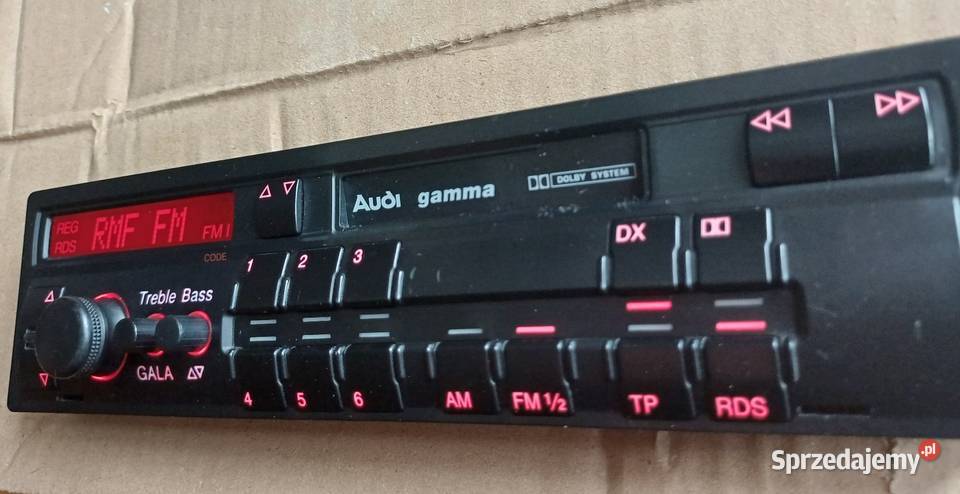 REG
RDS
RMF FM
FM I
CODE
Audi gamma
DOLBY SYSTEM
DX
1
2
3
Treble Bass
GALA
4
5
6
AM
FM 1/2
TP
RDS
Sprzedajemy.pl